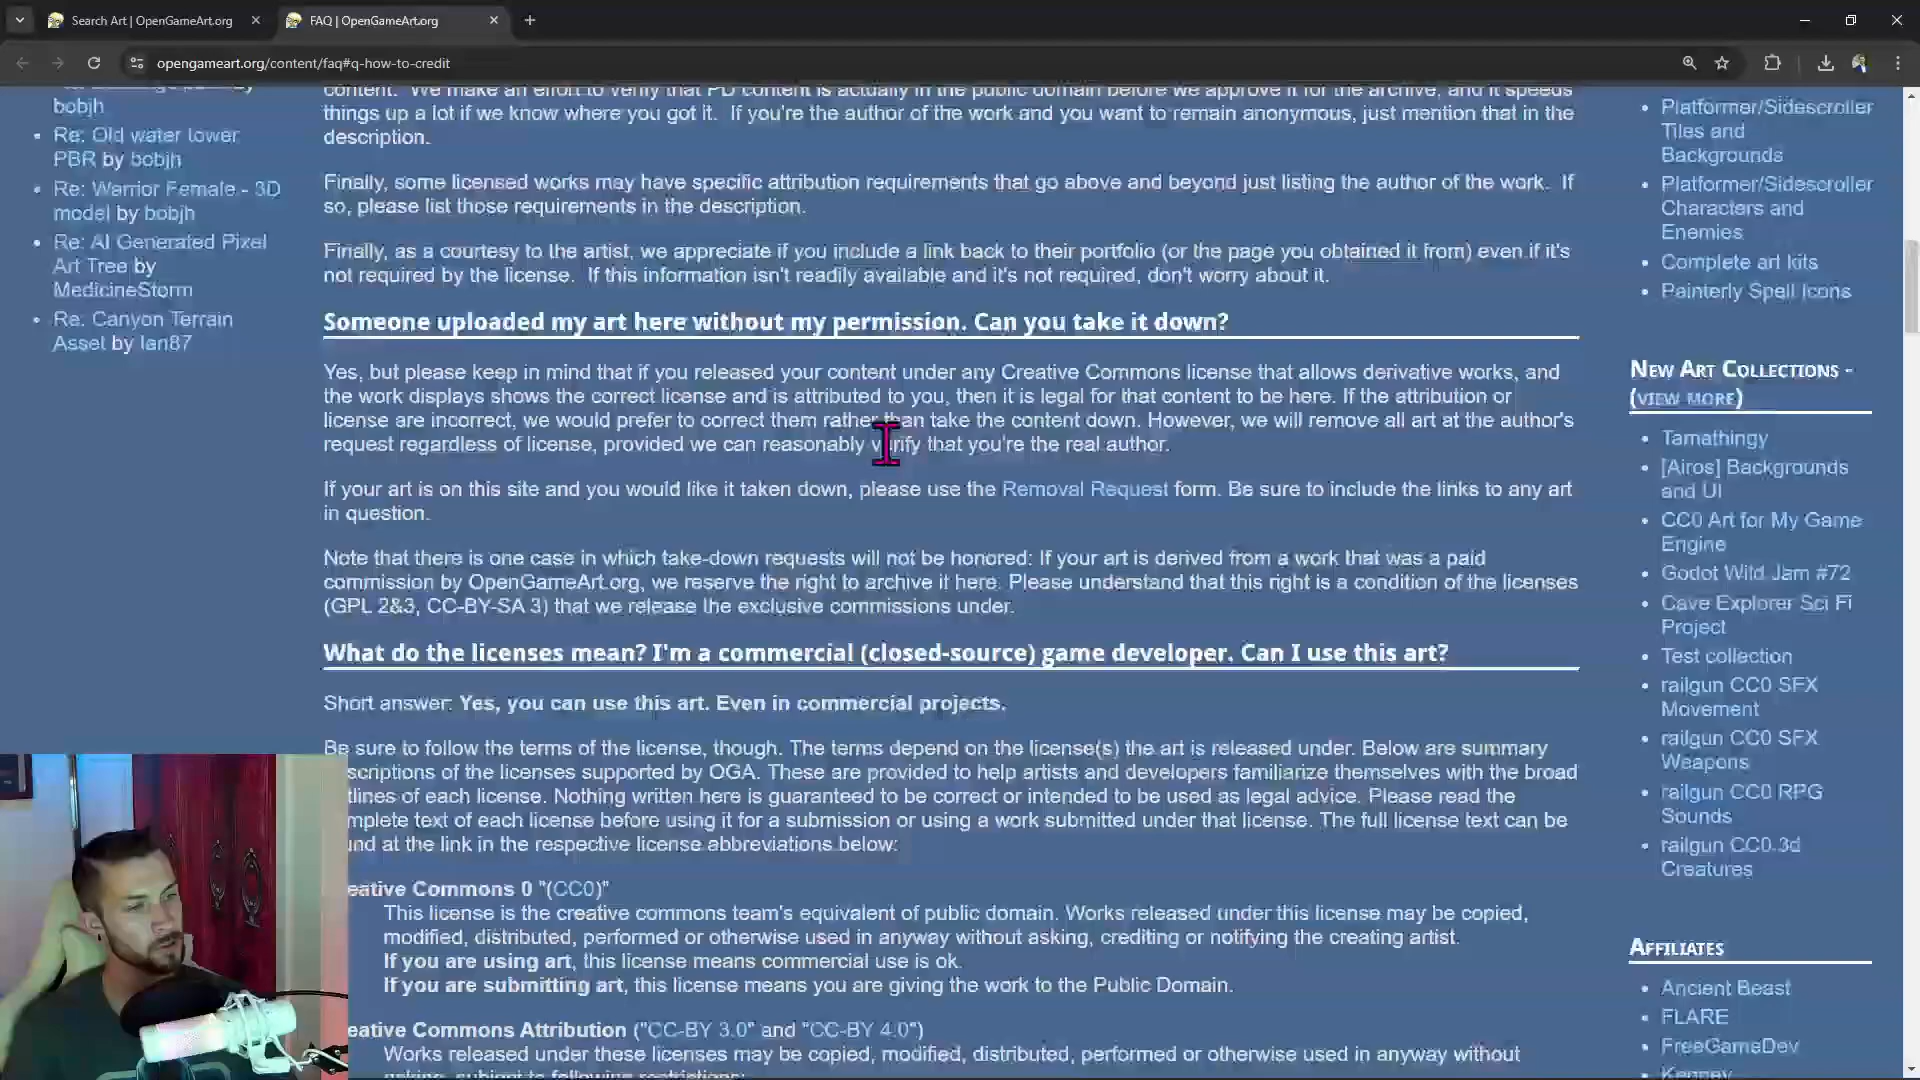 Search Art | OpenGameArt.org
FAQ | OpenGameArt.org
opengameart.org/content/faq#q-how-to-credit
bobjh
Re: Old water tower
PBR by bobjh
Re: Warrior Female - 3D
model by bobjh
Re: AI Generated Pixel
Art Tree by
MedicineStorm
Re: Canyon Terrain
Asset by Ian87
content. We make an effort to verify that PD content is actually in the public domain before we approve it for the archive, and it speeds
things up a lot if we know where you got it. If you're the author of the work and you want to remain anonymous, just mention that in the
description.
Finally, some licensed works may have specific attribution requirements that go above and beyond just listing the author of the work. If
so, please list those requirements in the description.
Finally, as a courtesy to the artist, we appreciate if you include a link back to their portfolio (or the page you obtained it from) even if it's
not required by the license. If this information isn't readily available and it's not required, don't worry about it.
Someone uploaded my art here without my permission. Can you take it down?
Yes, but please keep in mind that if you released your content under any Creative Commons license that allows derivative works, and
the work displays shows the correct license and is attributed to you, then it is legal for that content to be here. If the attribution or
license are incorrect, we would prefer to correct them rather than take the content down. However, we will remove all art at the author's
request regardless of license, provided we can reasonably verify that you're the real author.
If your art is on this site and you would like it taken down, please use the Removal Request form. Be sure to include the links to any art
in question.
Note that there is one case in which take-down requests will not be honored: If your art is derived from a work that was a paid
commission by OpenGameArt.org, we reserve the right to archive it here. Please understand that this right is a condition of the licenses
(GPL 2&3, CC-BY-SA 3) that we release the exclusive commissions under.
What do the licenses mean? I'm a commercial (closed-source) game developer. Can I use this art?
Short answer: Yes, you can use this art. Even in commercial projects.
Be sure to follow the terms of the license, though. The terms depend on the license(s) the art is released under. Below are summary
scriptions of the licenses supported by OGA. These are provided to help artists and developers familiarize themselves with the broad
tlines of each license. Nothing written here is guaranteed to be correct or intended to be used as legal advice. Please read the
mplete text of each license before using it for a submission or using a work submitted under that license. The full license text can be
und at the link in the respective license abbreviations below:
eative Commons 0 "(CC0)"
This license is the creative commons team's equivalent of public domain. Works released under this license may be copied,
modified, distributed, performed or otherwise used in anyway without asking, crediting or notifying the creating artist.
If you are using art, this license means commercial use is ok.
If you are submitting art, this license means you are giving the work to the Public Domain.
eative Commons Attribution ("CC-BY 3.0" and "CC-BY 4.0")
Works released under these licenses may be copied, modified, distributed, performed or otherwise used in anyway without
asking, subject to following restrictions:
Platformer/Sidescroller
Tiles and
Backgrounds
Platformer/Sidescroller
Characters and
Enemies
Complete art kits
Painterly Spell Icons
New Art Collections -
(view more)
Tamathingy
[Airos] Backgrounds
and UI
CC0 Art for My Game
Engine
Godot Wild Jam #72
Cave Explorer Sci Fi
Project
Test collection
railgun CC0 SFX
Movement
railgun CC0 SFX
Weapons
railgun CC0 RPG
Sounds
railgun CC0 3d
Creatures
Affiliates
Ancient Beast
FLARE
FreeGameDev
Kenney